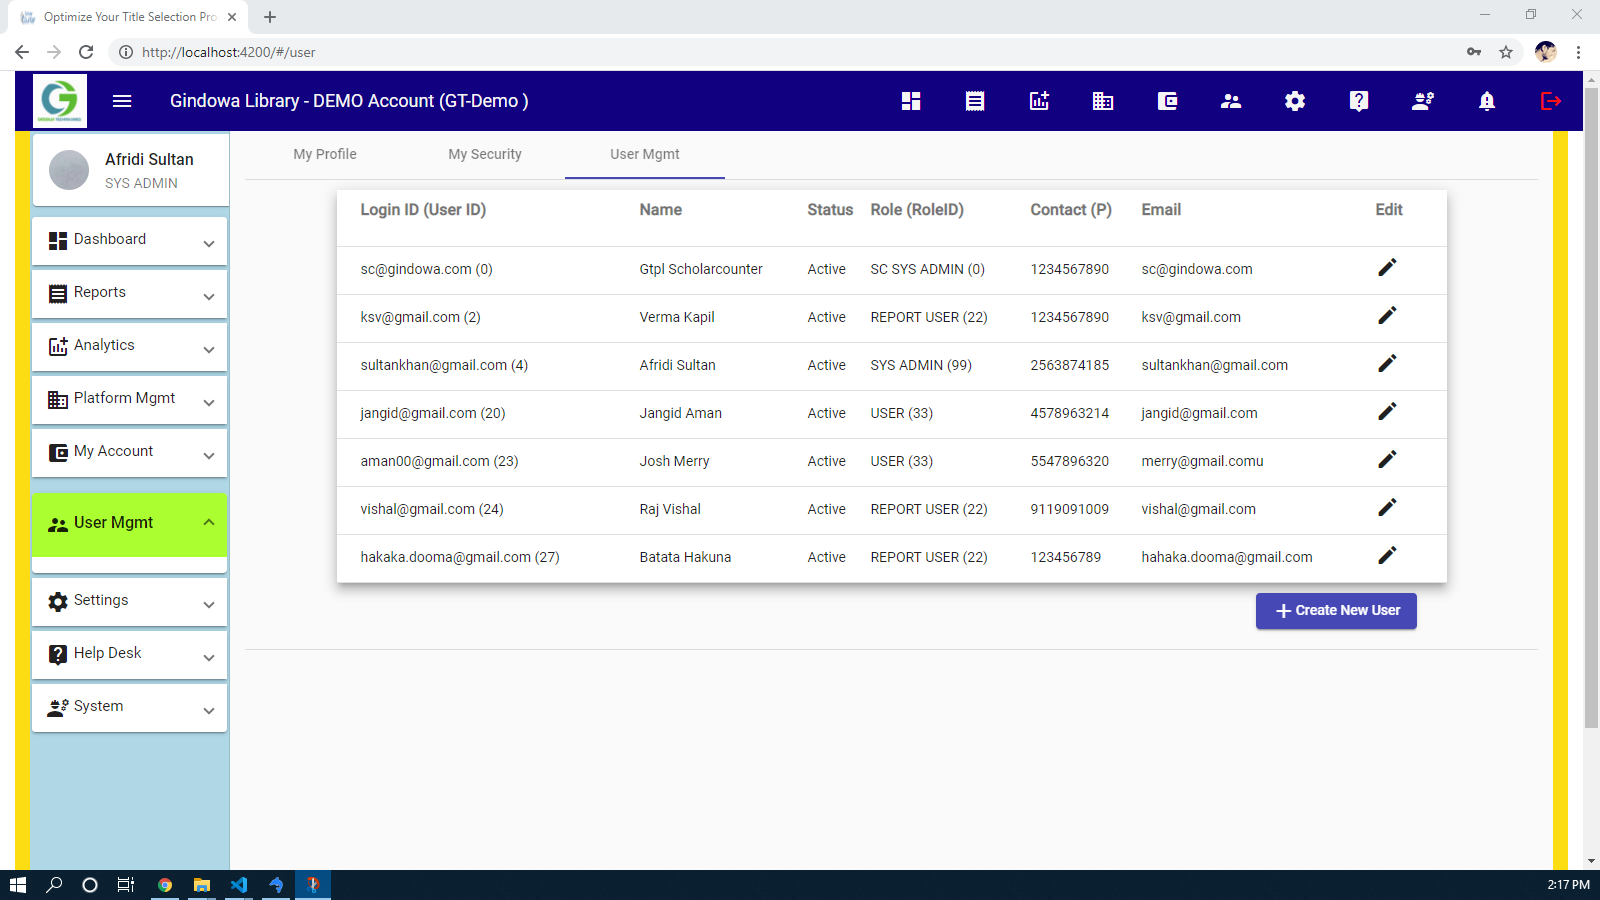 Optimize Your Title Selection Pro
http://localhost:4200/#/user
Gindowa Library - DEMO Account (GT-Demo )
Afridi Sultan
SYS ADMIN
Dashboard
Reports
Analytics
Platform Mgmt
My Account
User Mgmt
Settings
Help Desk
System
My Profile My Security User Mgmt
Login ID (User ID) Name Status Role (RoleID) Contact (P) Email Edit
sc@gindowa.com (0) Gtpl Scholarcounter Active SC SYS ADMIN (0) 1234567890 sc@gindowa.com
ksv@gmail.com (2) Verma Kapil Active REPORT USER (22) 1234567890 ksv@gmail.com
sultankhan@gmail.com (4) Afridi Sultan Active SYS ADMIN (99) 2563874185 sultankhan@gmail.com
jangid@gmail.com (20) Jangid Aman Active USER (33) 4578963214 jangid@gmail.com
aman00@gmail.com (23) Josh Merry Active USER (33) 5547896320 merry@gmail.comu
vishal@gmail.com (24) Raj Vishal Active REPORT USER (22) 9119091009 vishal@gmail.com
hakaka.dooma@gmail.com (27) Batata Hakuna Active REPORT USER (22) 123456789 hahaka.dooma@gmail.com
Create New User
2:17 PM